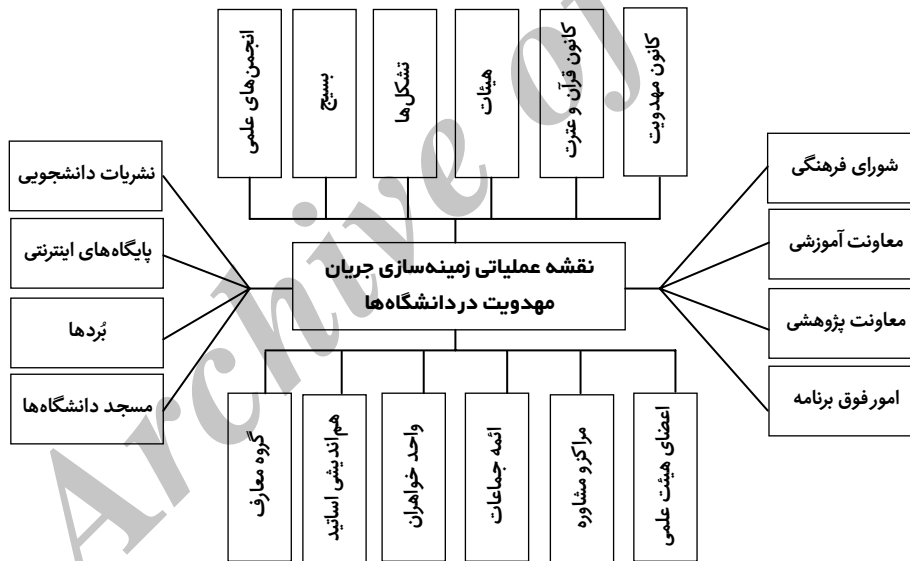 کانون مهدویت
کانون قرآن و عترت
هیئات
تشکل‌ها
بسیج
انجمن‌های علمی
شورای فرهنگی
معاونت آموزشی
معاونت پژوهشی
امور فوق برنامه
نقشه عملیاتی زمینه‌سازی جریان
مهدویت در دانشگاه‌ها
نشریات دانشجویی
پایگاه‌های اینترنتی
بُردها
مسجد دانشگاه‌ها
اعضای هیئت علمی
مراکز و مشاوره
ائمه جماعات
واحد خواهران
هم‌اندیشی اساتید
گروه معارف
Archive of